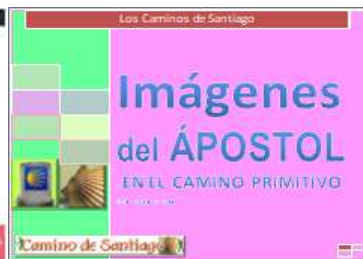 Los Caminos de Santiago
Imágenes
del ÁPOSTOL
EN EL CAMINO PRIMITIVO
Camino de Santiago